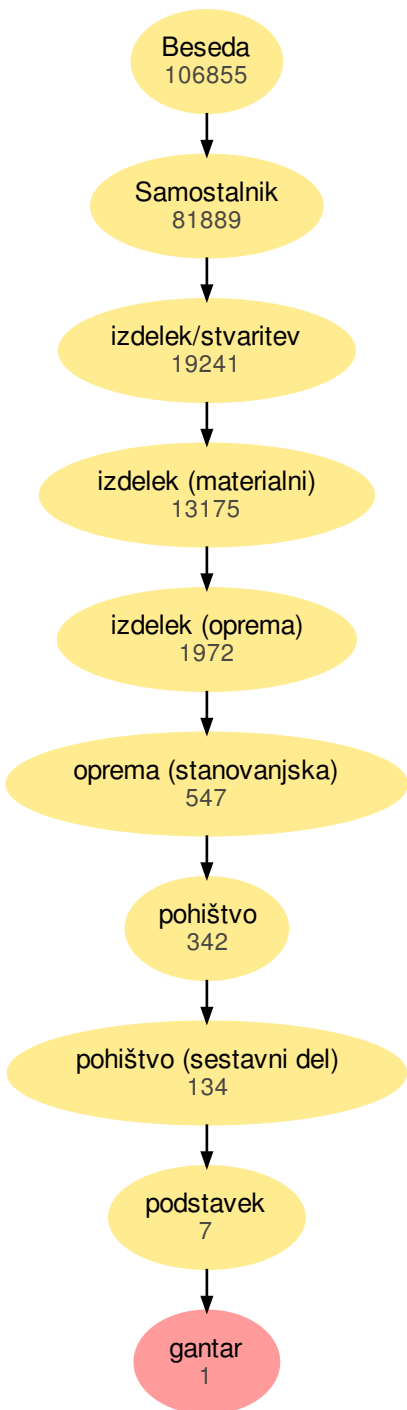 Beseda
106855
Samostalnik
81889
izdelek/stvaritev
19241
izdelek (materialni)
13175
izdelek (oprema)
1972
oprema (stanovanjska)
547
pohištvo
342
pohištvo (sestavni del)
134
podstavek
7
gantar
1